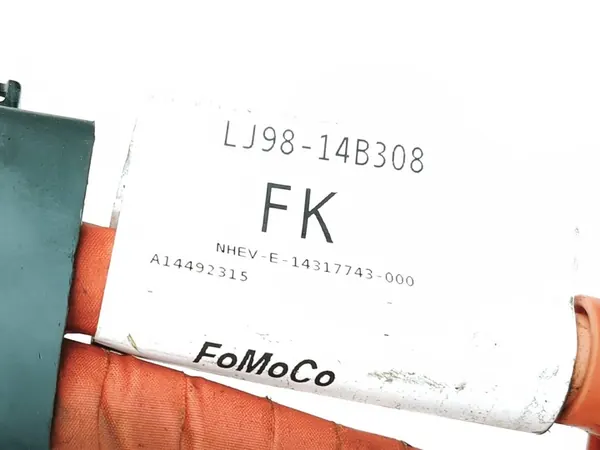 LJ98-14B308
FK
NHEV-E-14317743-000
A14492315
-
-
FoMoCo